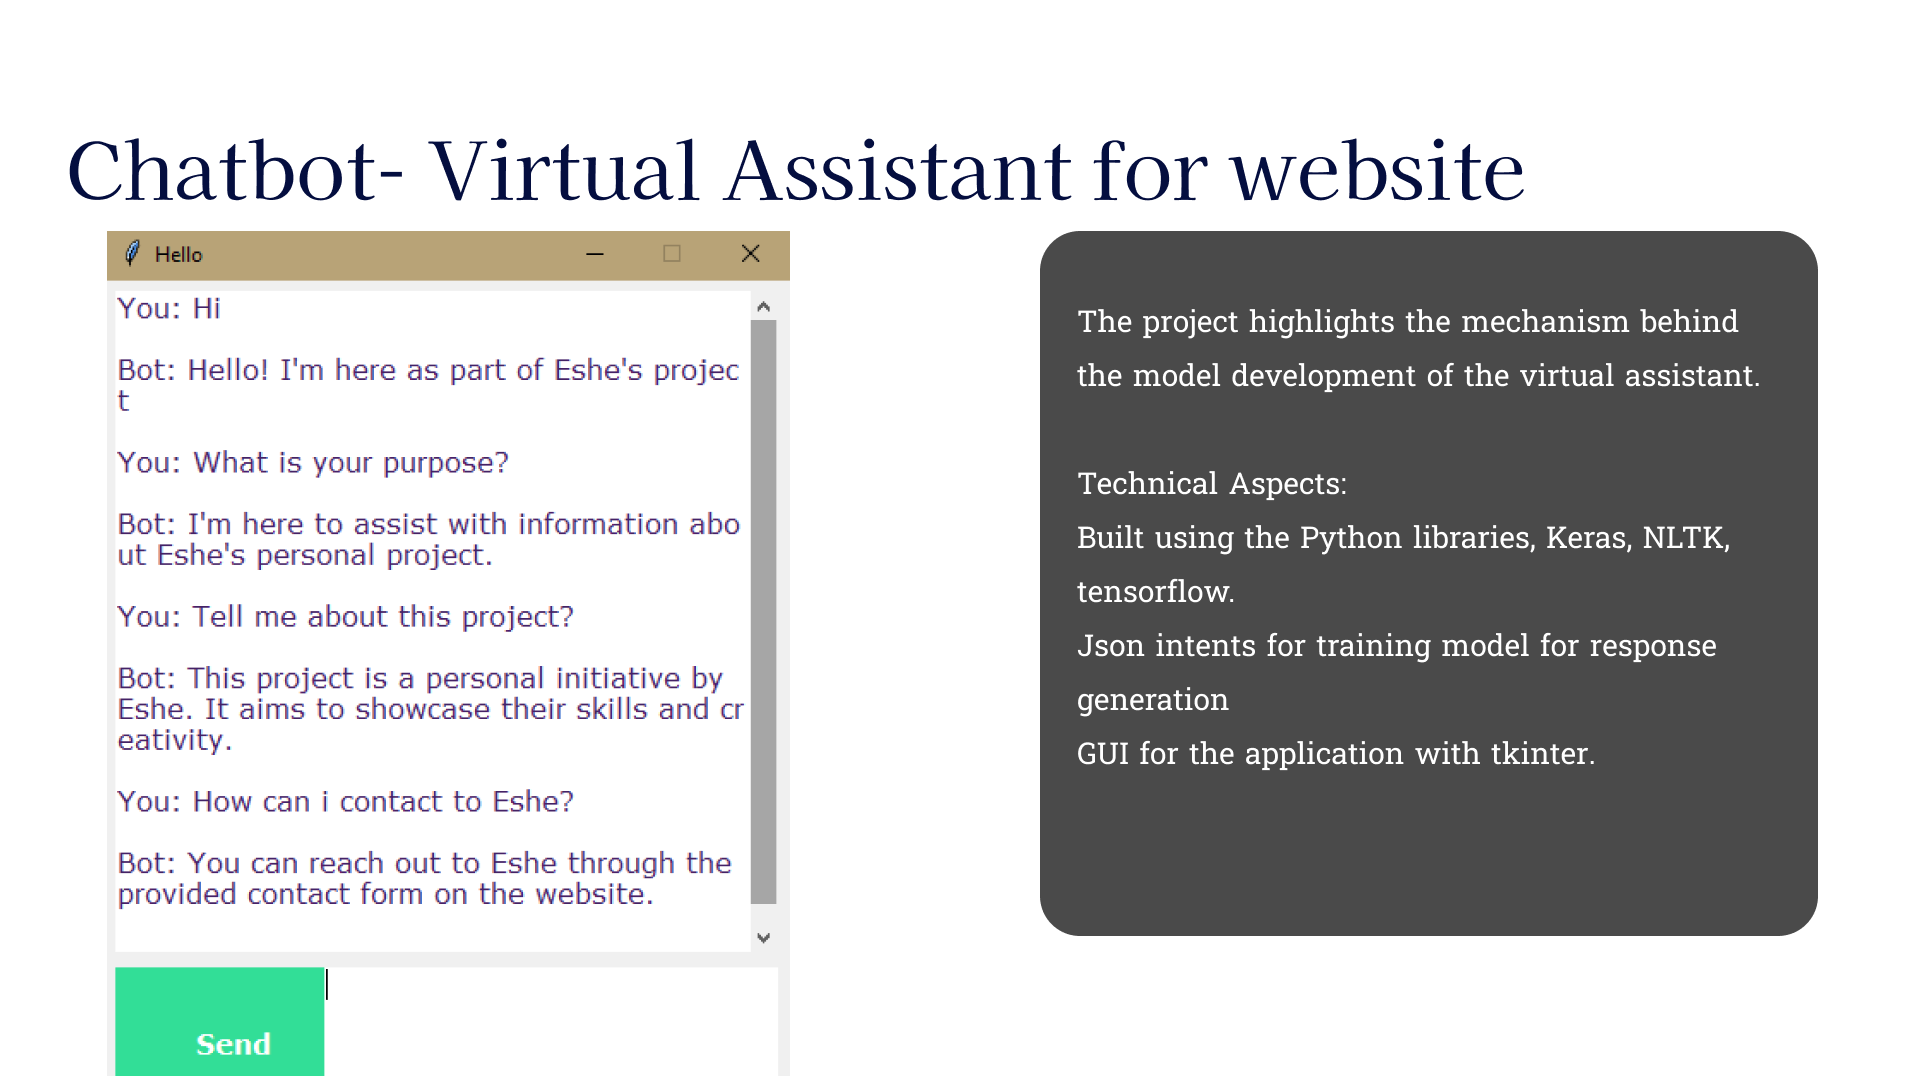 Chatbot- Virtual Assistant for website
Hello
You: Hi
Bot: Hello! I'm here as part of Eshe's projec
t
You: What is your purpose?
Bot: I'm here to assist with information abo
ut Eshe's personal project.
You: Tell me about this project?
Bot: This project is a personal initiative by
Eshe. It aims to showcase their skills and cr
eativity.
You: How can i contact to Eshe?
Bot: You can reach out to Eshe through the
provided contact form on the website.
Send
The project highlights the mechanism behind
the model development of the virtual assistant.
Technical Aspects:
Built using the Python libraries, Keras, NLTK,
tensorflow.
Json intents for training model for response
generation
GUI for the application with tkinter.